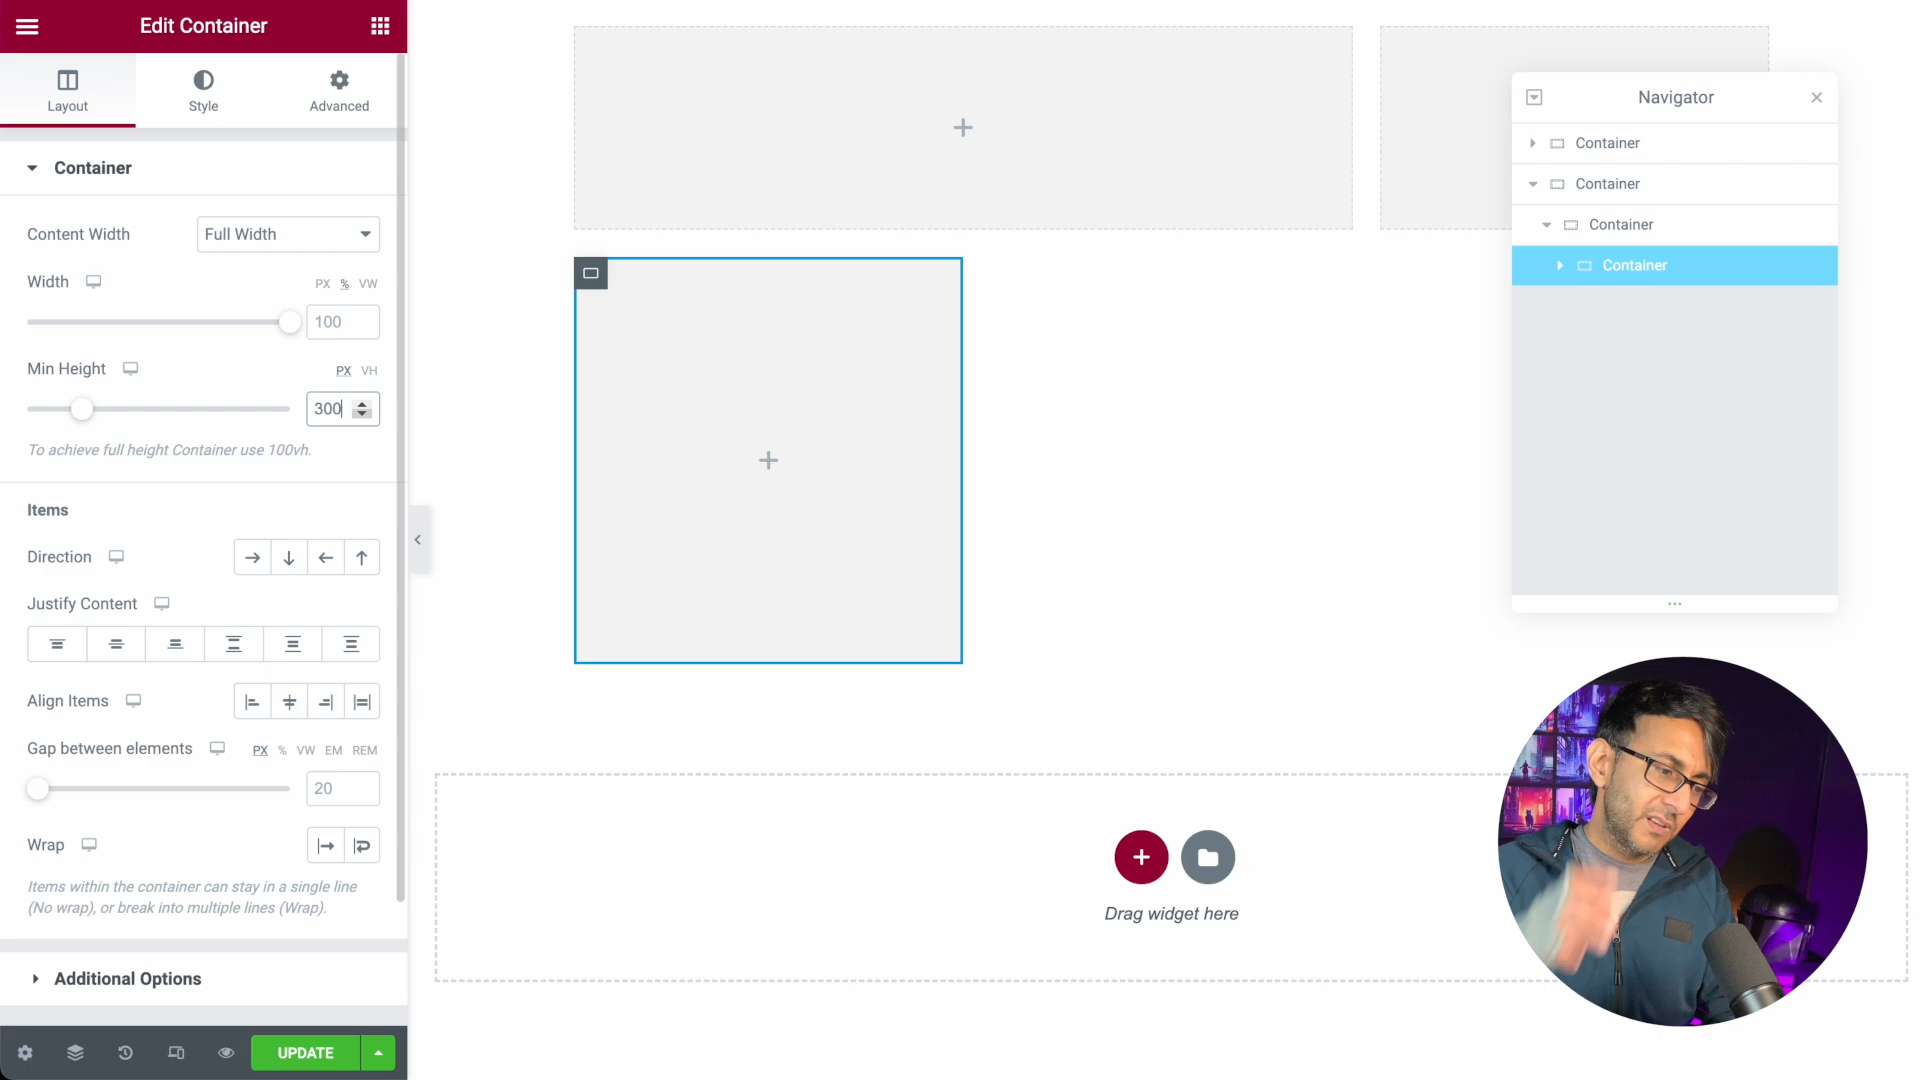 Edit Container
Layout
Style
Advanced
Container
Content Width
Full Width
Width
PX % VW
100
Min Height
PX VH
300
To achieve full height Container use 100vh.
Items
Direction
Justify Content
Align Items
Gap between elements
PX % VW EM REM
20
Wrap
Items within the container can stay in a single line
(No wrap), or break into multiple lines (Wrap).
Additional Options
UPDATE
Drag widget here
Navigator
Container
Container
Container
Container